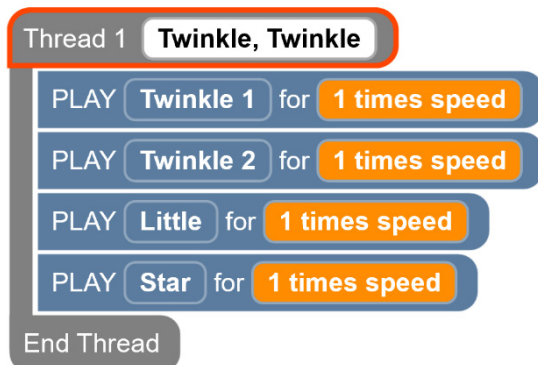 Thread 1 Twinkle, Twinkle
PLAY Twinkle 1 for 1 times speed
PLAY Twinkle 2 for 1 times speed
PLAY Little for 1 times speed
PLAY Star for 1 times speed
End Thread